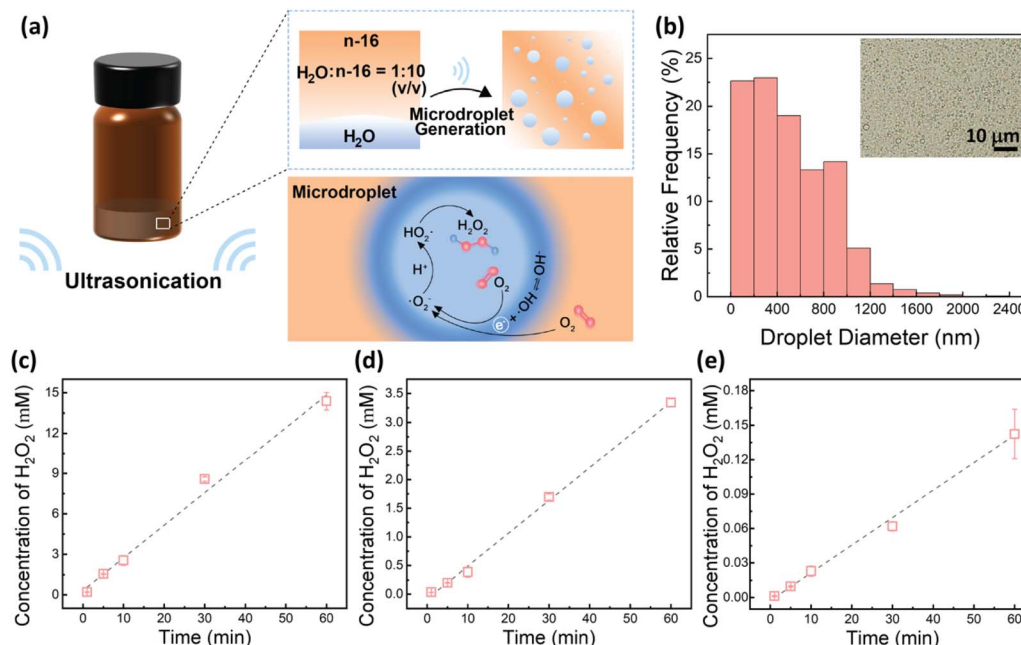 (a)
n-16
H₂O:n-16 = 1:10
(v/v)
Microdroplet
Generation
H₂O
Ultrasonication
Microdroplet
HO₂·
H₂O₂
H⁺
O₂
·O₂⁻
e⁻ + ·OH ⇌ OH⁻
O₂
(b)
Relative Frequency (%)
25
20
15
10
5
0
10 μm
0 400 800 1200 1600 2000 2400
Droplet Diameter (nm)
(c)
Concentration of H₂O₂ (mM)
15
12
9
6
3
0
0 10 20 30 40 50 60
Time (min)
(d)
Concentration of H₂O₂ (mM)
3.5
3.0
2.5
2.0
1.5
1.0
0.5
0.0
0 10 20 30 40 50 60
Time (min)
(e)
Concentration of H₂O₂ (mM)
0.18
0.15
0.12
0.09
0.06
0.03
0.00
0 10 20 30 40 50 60
Time (min)